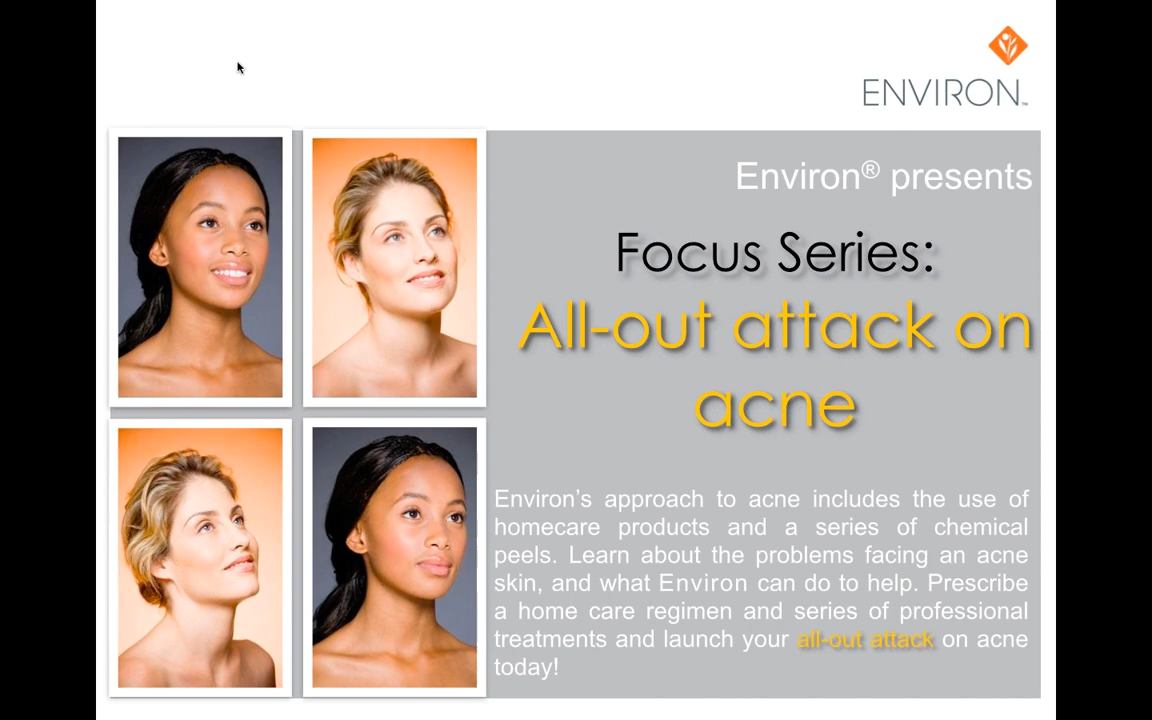 ENVIRON™
Environ® presents
Focus Series:
All-out attack on
acne
Environ’s approach to acne includes the use of
homecare products and a series of chemical
peels. Learn about the problems facing an acne
skin, and what Environ can do to help. Prescribe
a home care regimen and series of professional
treatments and launch your all-out attack on acne
today!